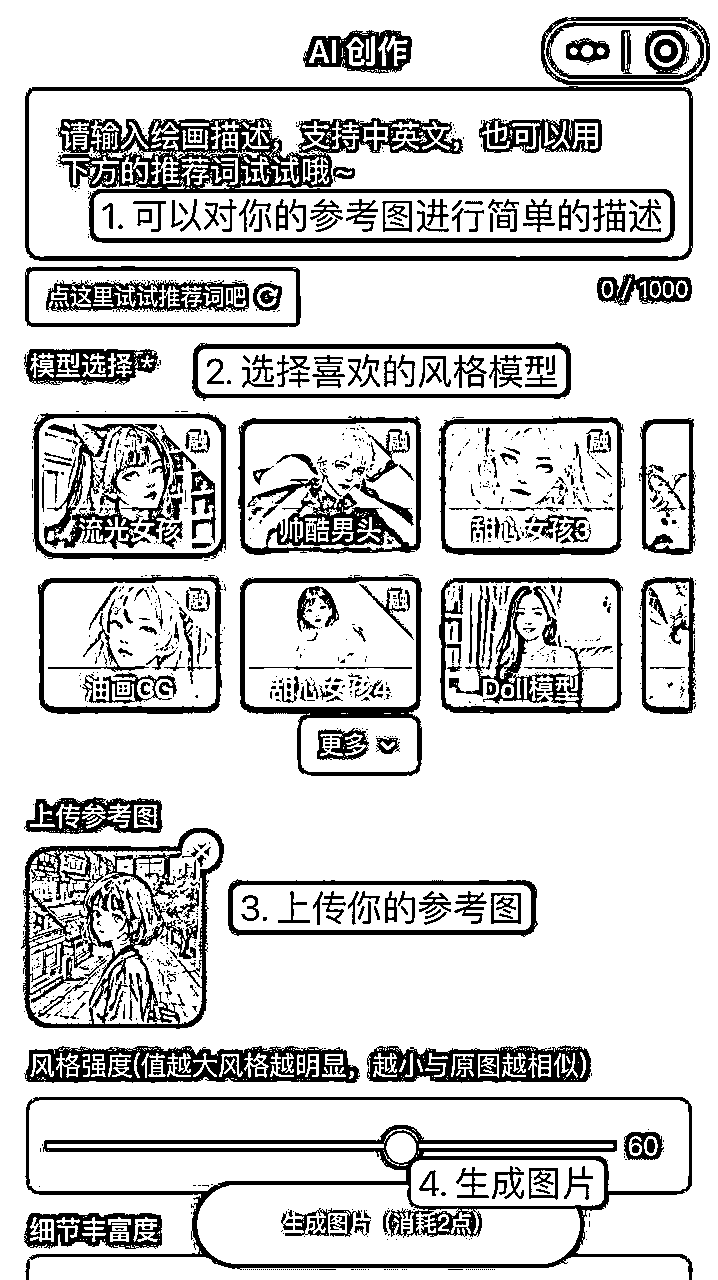 AI 创作
请输入绘画描述，支持中英文，也可以用
下方的推荐词试试哦~
1. 可以对你的参考图进行简单的描述
点这里试试推荐词吧
0/1000
模型选择 *
2. 选择喜欢的风格模型
融
融
融
流光女孩
帅酷男头
甜心女孩3
融
融
油画CG
甜心女孩4
Doll模型
更多
上传参考图
3. 上传你的参考图
风格强度(值越大风格越明显，越小与原图越相似)
60
4. 生成图片
生成图片（消耗2点）
细节丰富度